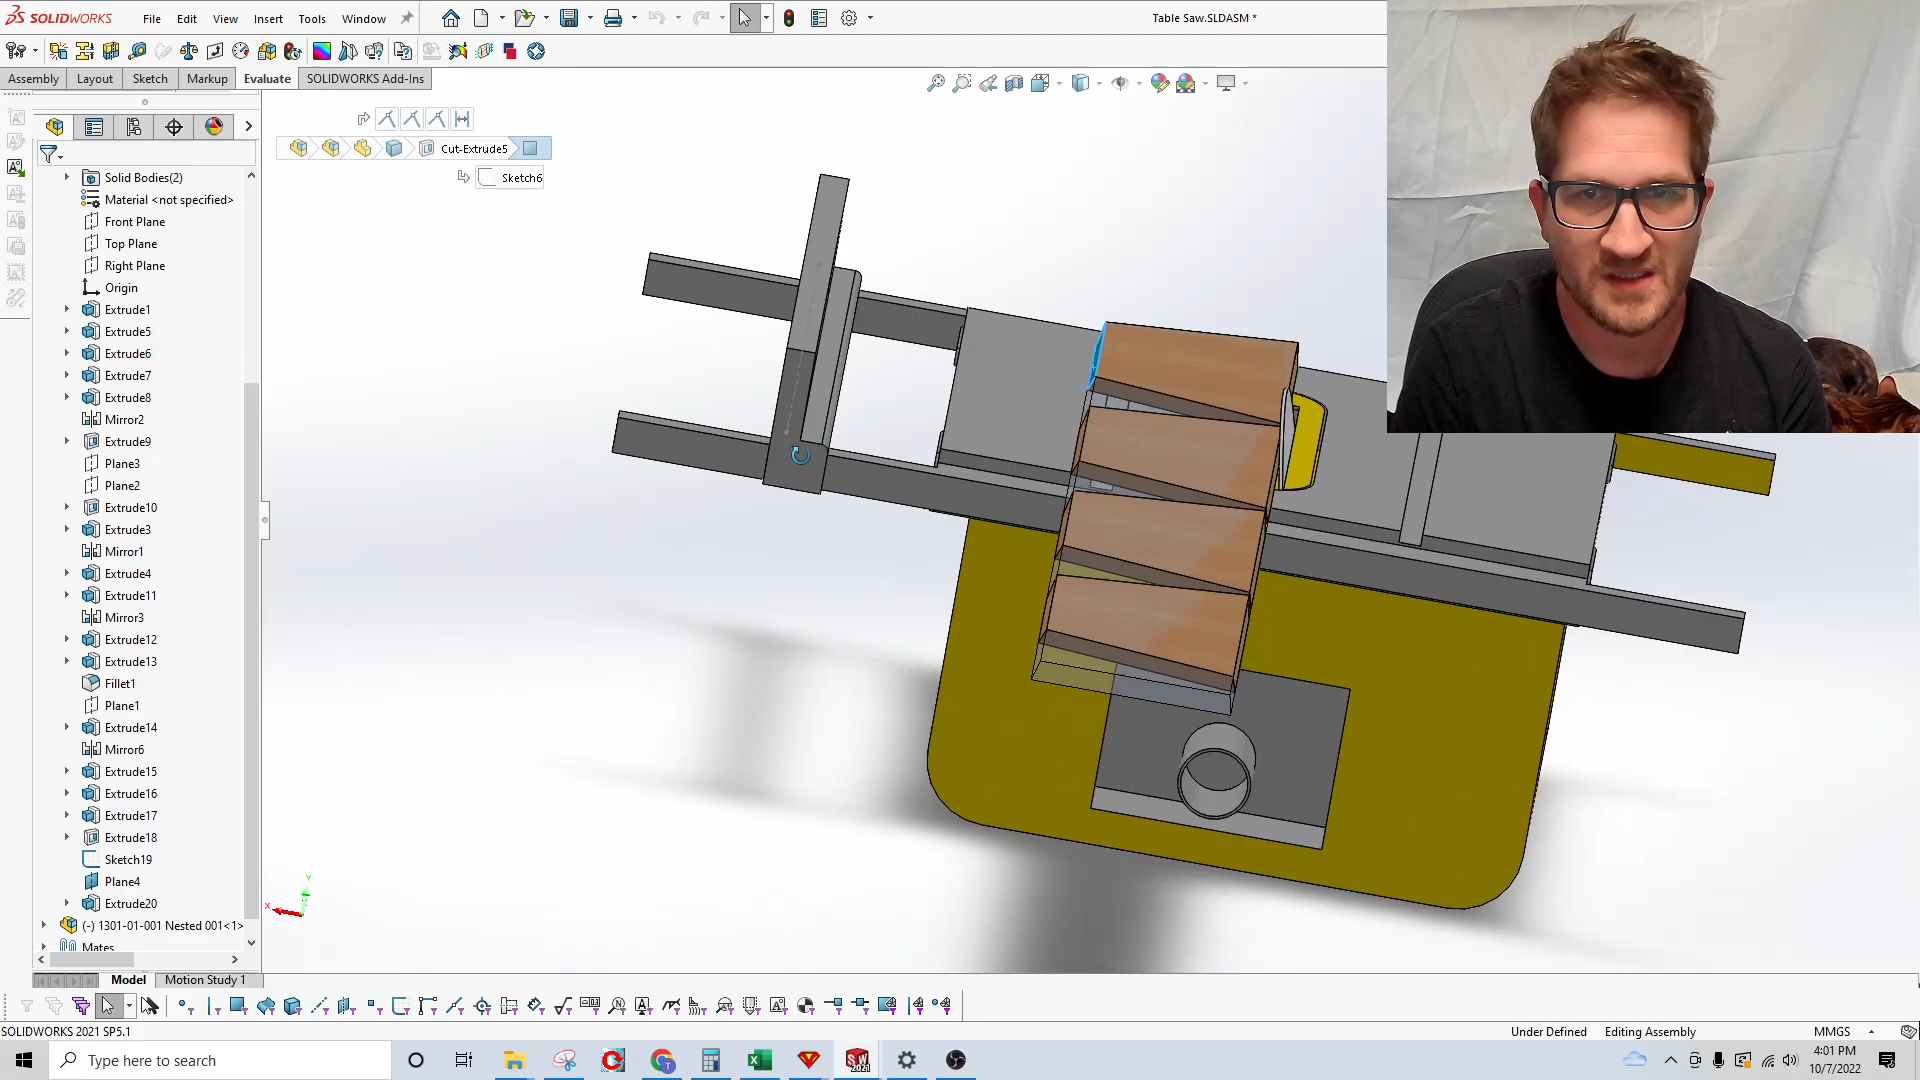 SOLIDWORKS
File Edit View Insert Tools Window
Table Saw.SLDASM *
Assembly Layout Sketch Markup Evaluate SOLIDWORKS Add-Ins
Cut-Extrude5
Sketch6
Solid Bodies(2)
Material <not specified>
Front Plane
Top Plane
Right Plane
Origin
Extrude1
Extrude5
Extrude6
Extrude7
Extrude8
Mirror2
Extrude9
Plane3
Plane2
Extrude10
Extrude3
Mirror1
Extrude4
Extrude11
Mirror3
Extrude12
Extrude13
Fillet1
Plane1
Extrude14
Mirror6
Extrude15
Extrude16
Extrude17
Extrude18
Sketch19
Plane4
Extrude20
(-) 1301-01-001 Nested 001<1>
Mates
Y
X
Model Motion Study 1
SOLIDWORKS 2021 SP5.1
Under Defined Editing Assembly MMGS
Type here to search
4:01 PM
10/7/2022